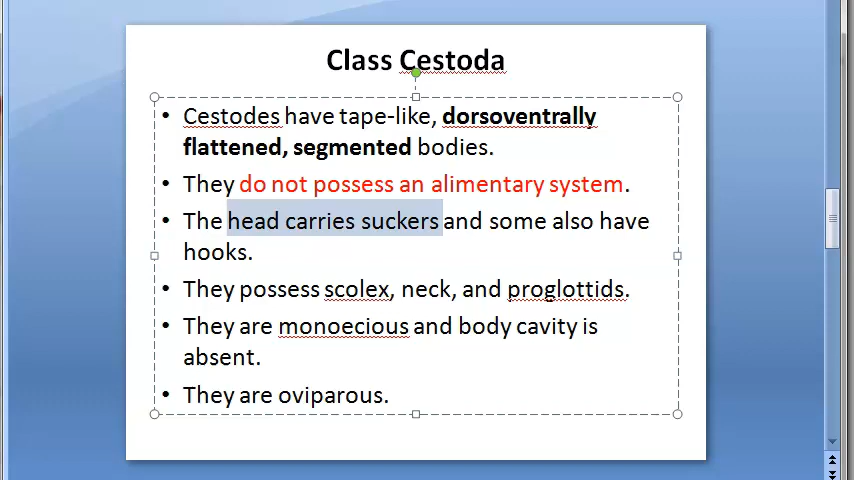 Class Cestoda
• Cestodes have tape-like, dorsoventrally
flattened, segmented bodies.
• They do not possess an alimentary system.
• The head carries suckers and some also have
hooks.
• They possess scolex, neck, and proglottids.
• They are monoecious and body cavity is
absent.
• They are oviparous.